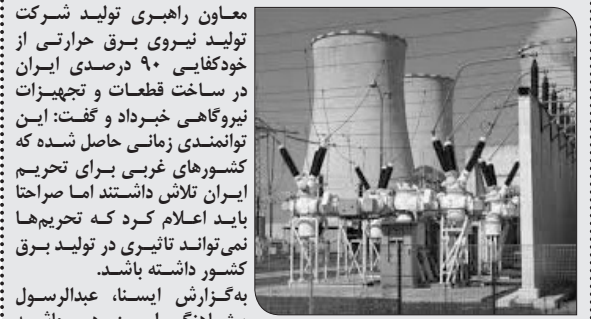 معاون راهبری تولید شرکت
تولید نیروی برق حرارتی از
خودکفایی ۹۰ درصدی ایران
در ساخت قطعات و تجهیزات
نیروگاهی خبرداد و گفت: این
توانمندی زمانی حاصل شده که
کشورهای غربی برای تحریم
ایران تلاش داشتند اما صراحتا
باید اعلام کرد که تحریم‌ها
نمی‌تواند تاثیری در تولید برق
کشور داشته باشد.
به‌گزارش ایسنا، عبدالرسول